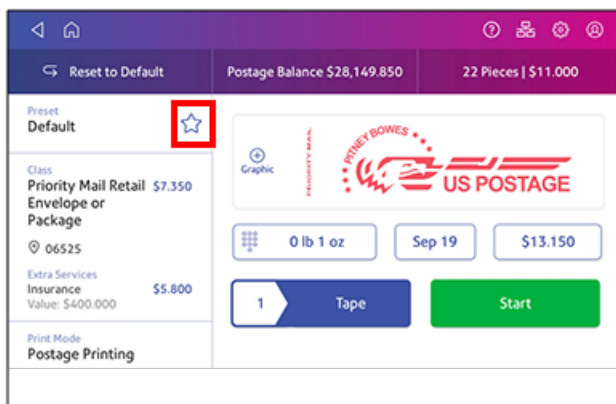 Reset to Default
Postage Balance $28,149.850
22 Pieces | $11.000
Preset
Default
Class
Priority Mail Retail $7.350
Envelope or
Package
06525
Extra Services
Insurance $5.800
Value: $400.000
Print Mode
Postage Printing
Graphic
PRIORITY MAIL
PITNEY BOWES
US POSTAGE
0 lb 1 oz
Sep 19
$13.150
1
Tape
Start